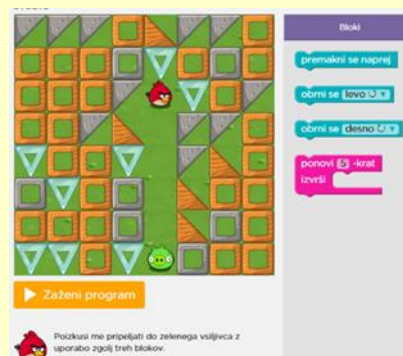 Bloki
premakni se naprej
obrni se levo ↺ ▼
obrni se desno ↻ ▼
ponovi 5 -krat
izvrši
Zaženi program
Poizkusi me pripeljati do zelenega vsiljivca z
uporabo zgolj treh blokov.